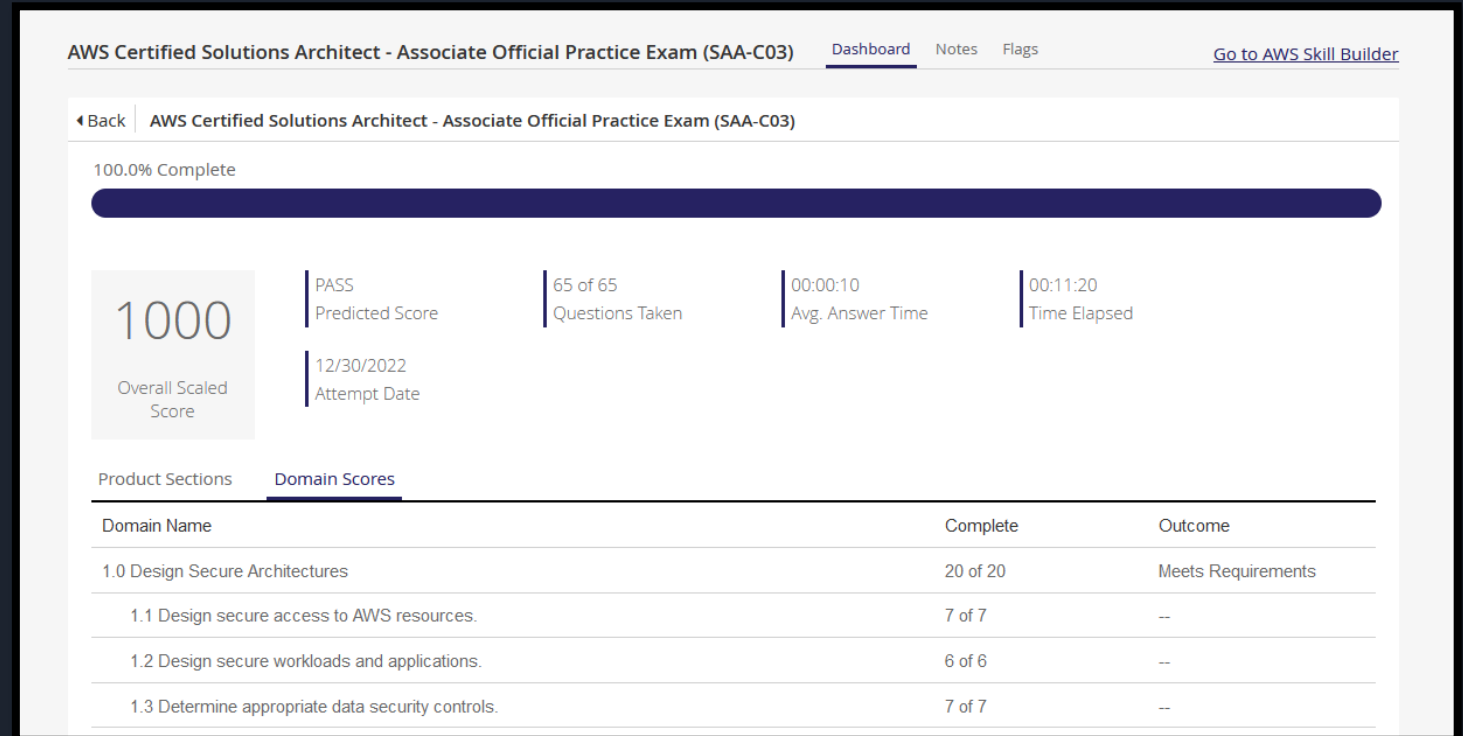 AWS Certified Solutions Architect - Associate Official Practice Exam (SAA-C03) Dashboard Notes Flags Go to AWS Skill Builder
Back AWS Certified Solutions Architect - Associate Official Practice Exam (SAA-C03)
100.0% Complete
1000
Overall Scaled
Score
PASS
Predicted Score
65 of 65
Questions Taken
00:00:10
Avg. Answer Time
00:11:20
Time Elapsed
12/30/2022
Attempt Date
Product Sections Domain Scores
Domain Name Complete Outcome
1.0 Design Secure Architectures 20 of 20 Meets Requirements
1.1 Design secure access to AWS resources. 7 of 7 --
1.2 Design secure workloads and applications. 6 of 6 --
1.3 Determine appropriate data security controls. 7 of 7 --